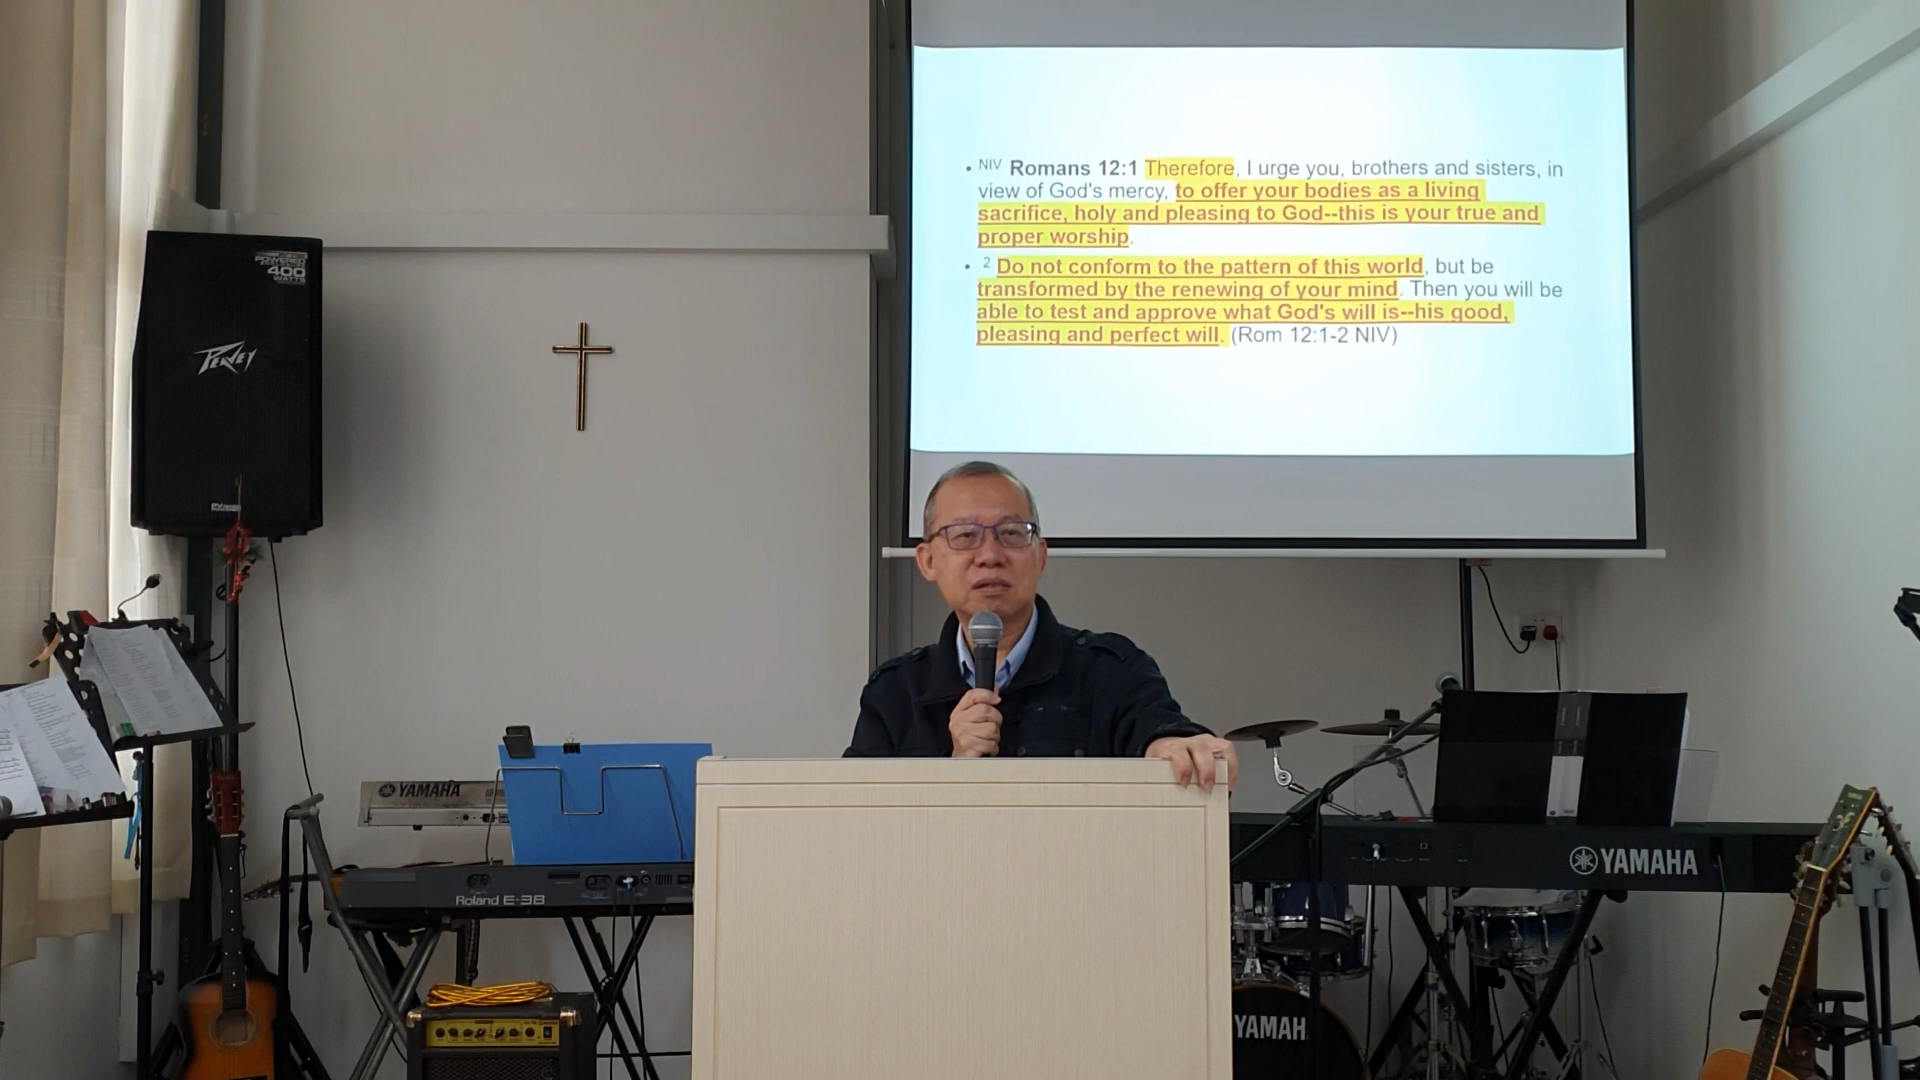 • NIV Romans 12:1 Therefore, I urge you, brothers and sisters, in
view of God's mercy, to offer your bodies as a living
sacrifice, holy and pleasing to God--this is your true and
proper worship.
• 2 Do not conform to the pattern of this world, but be
transformed by the renewing of your mind. Then you will be
able to test and approve what God's will is--his good,
pleasing and perfect will. (Rom 12:1-2 NIV)
POWERED
400
WATTS
PEAVEY
YAMAHA
Roland E-38
YAMAHA
YAMAH